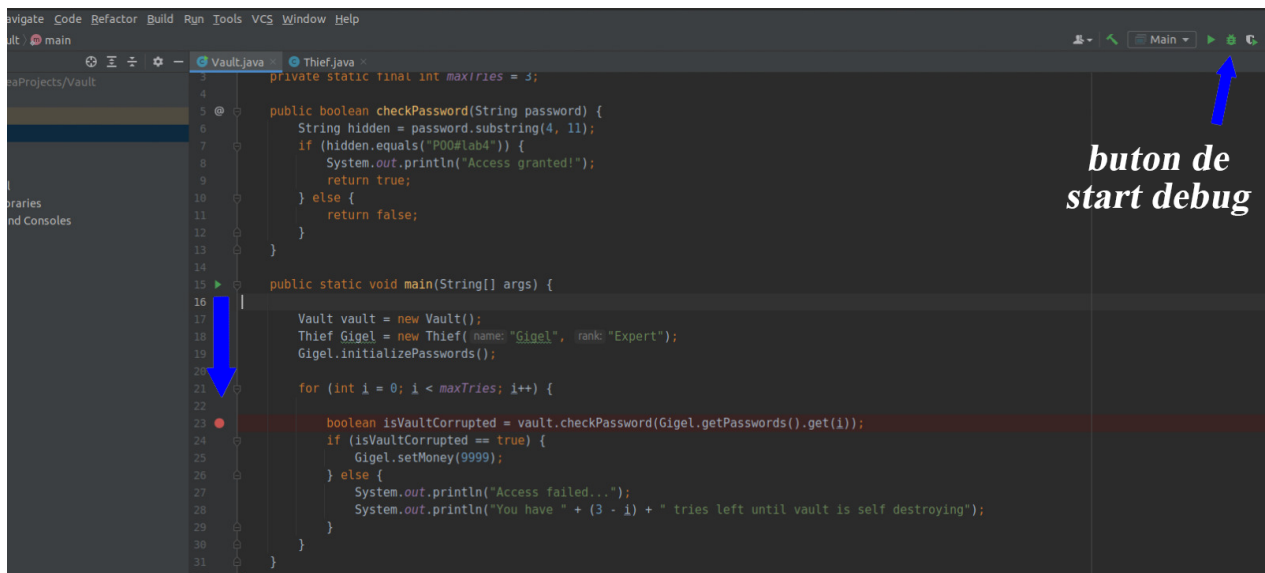 avigate Code Refactor Build Run Tools VCS Window Help
ult main
Main
Vault.java Thief.java
eaProjects/Vault
l
oraries
nd Consoles
3 private static final int maxTries = 3;
4
5 @ public boolean checkPassword(String password) {
6 String hidden = password.substring(4, 11);
7 if (hidden.equals("POO#lab4")) {
8 System.out.println("Access granted!");
9 return true;
10 } else {
11 return false;
12 }
13 }
14
15 public static void main(String[] args) {
16
17 Vault vault = new Vault();
18 Thief Gigel = new Thief( name: "Gigel", rank: "Expert");
19 Gigel.initializePasswords();
20
21 for (int i = 0; i < maxTries; i++) {
22
23 boolean isVaultCorrupted = vault.checkPassword(Gigel.getPasswords().get(i));
24 if (isVaultCorrupted == true) {
25 Gigel.setMoney(9999);
26 } else {
27 System.out.println("Access failed...");
28 System.out.println("You have " + (3 - i) + " tries left until vault is self destroying");
29 }
30 }
31 }
buton de
start debug